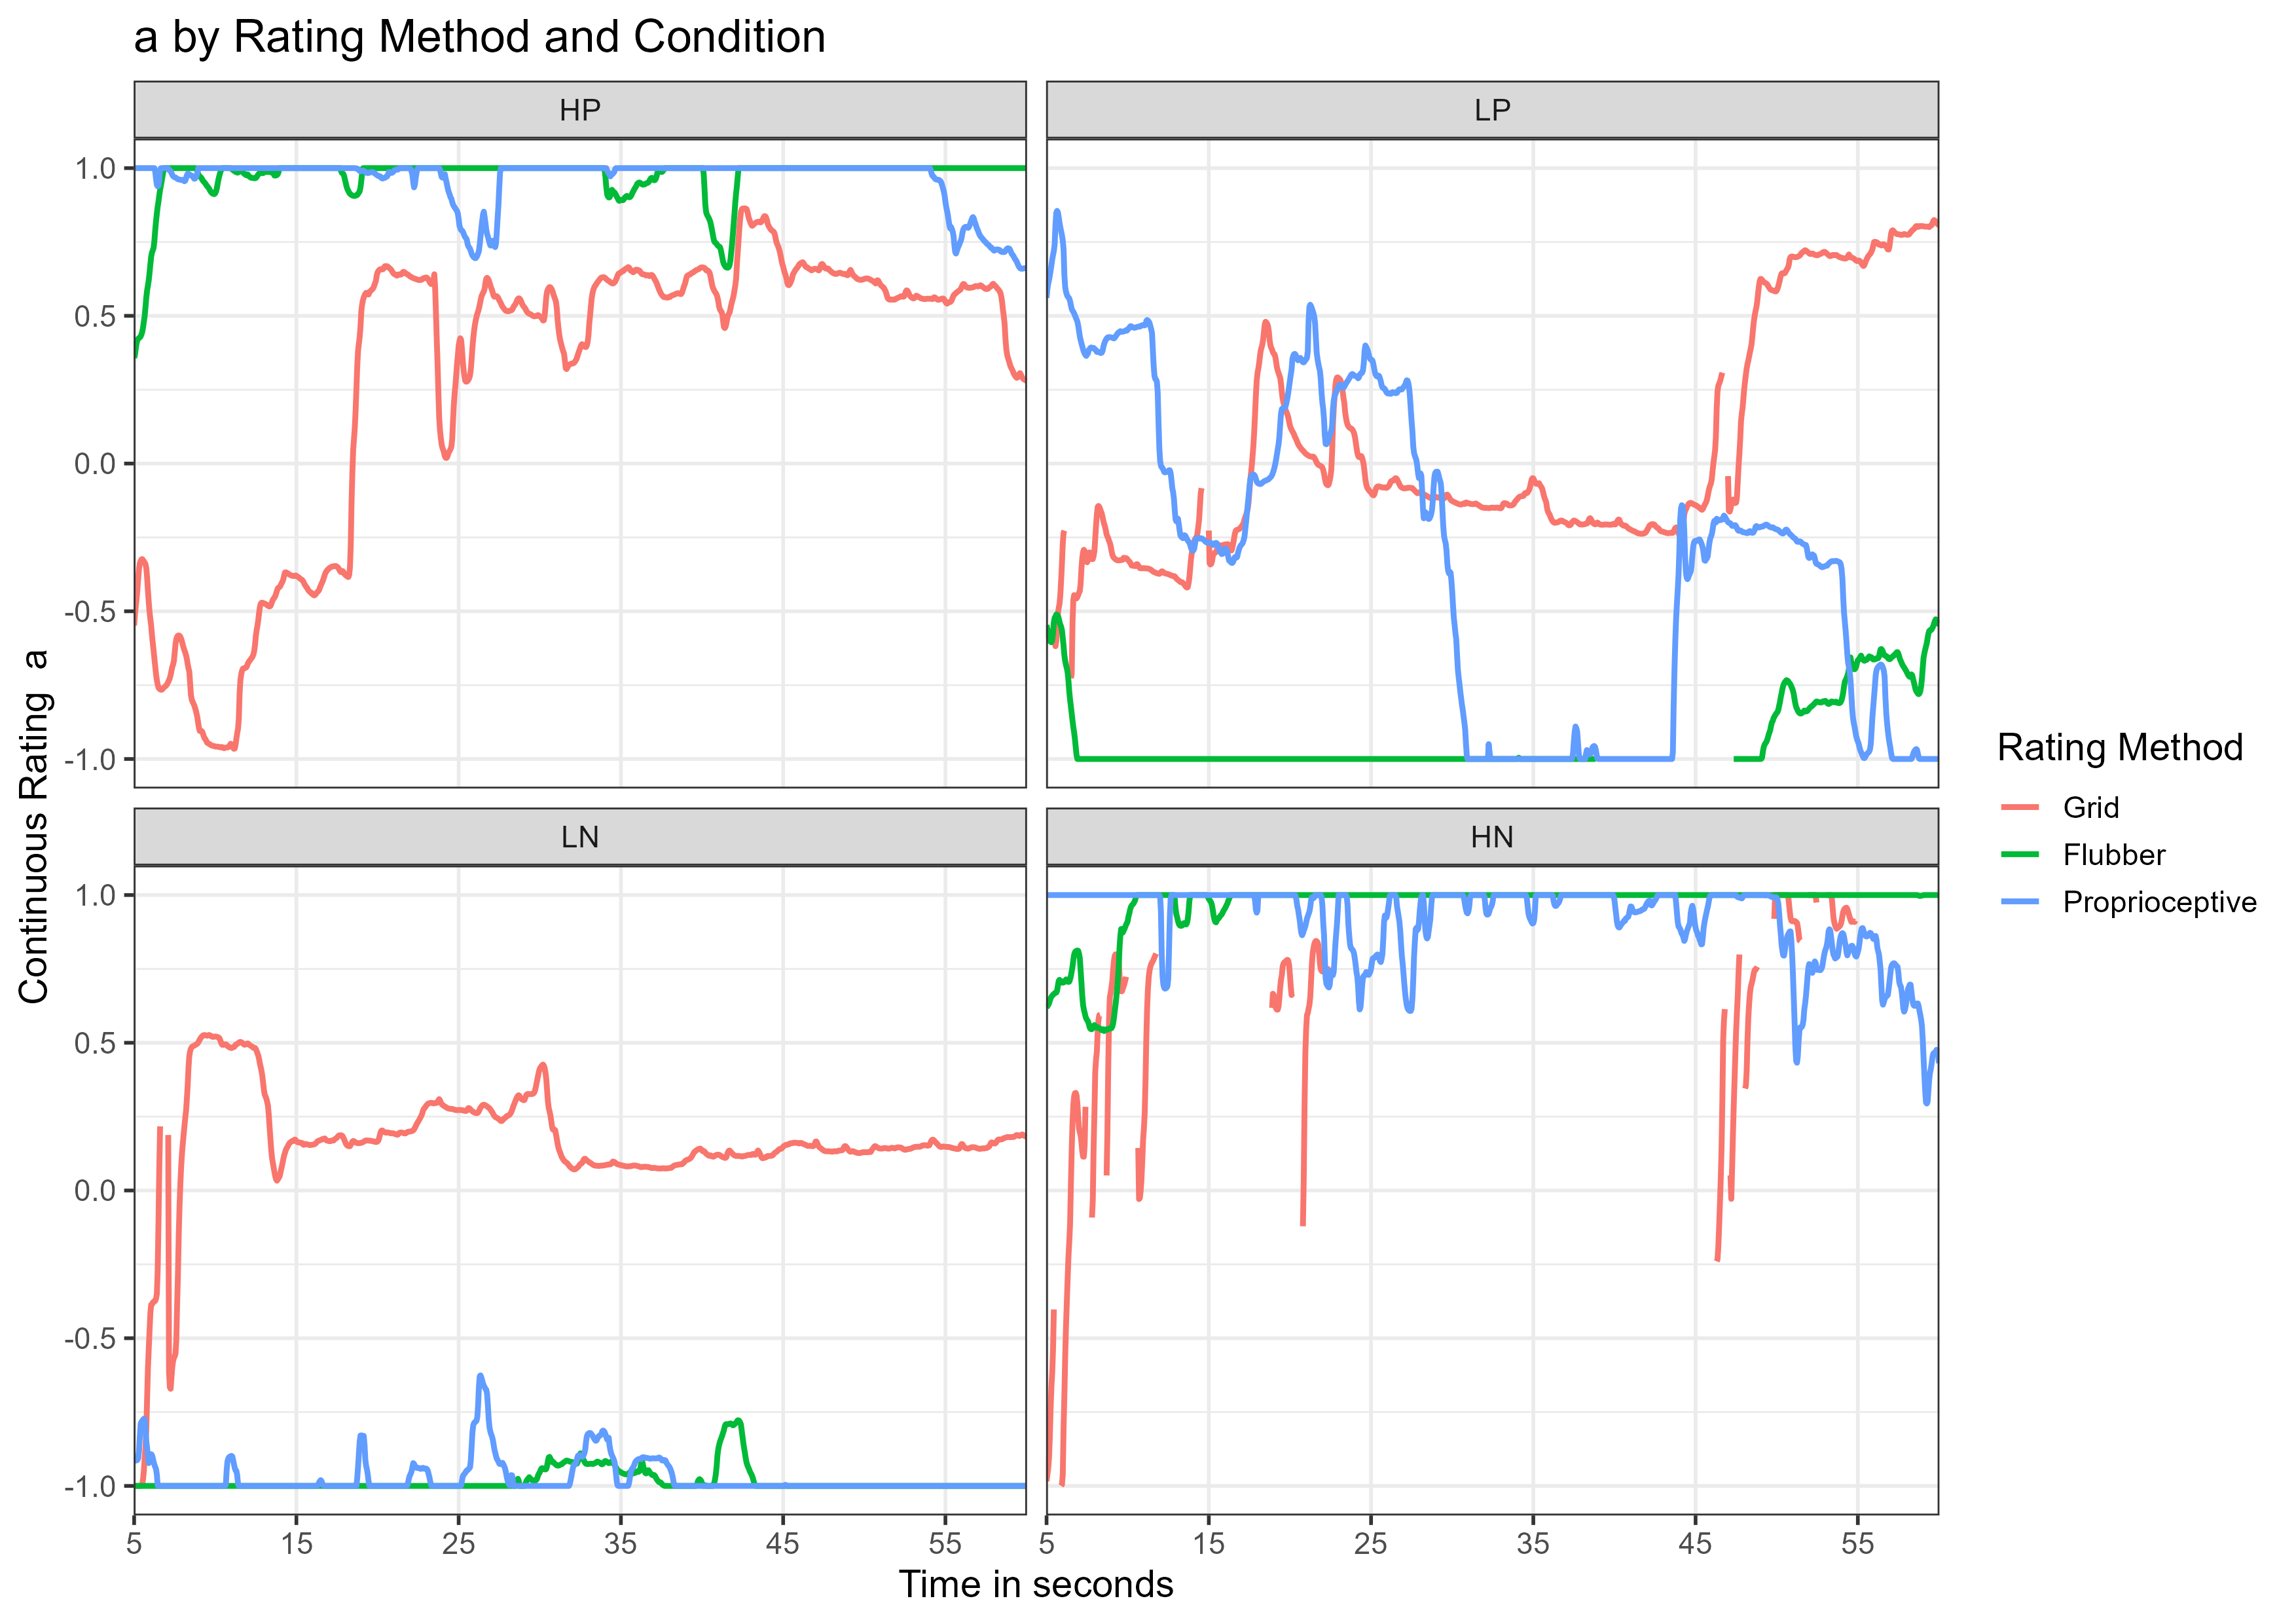 a by Rating Method and Condition
HP
LP
1.0
0.5
0.0
-0.5
-1.0
LN
HN
1.0
0.5
0.0
-0.5
-1.0
5 15 25 35 45 55
5 15 25 35 45 55
Time in seconds
Continuous Rating a
Rating Method
Grid
Flubber
Proprioceptive